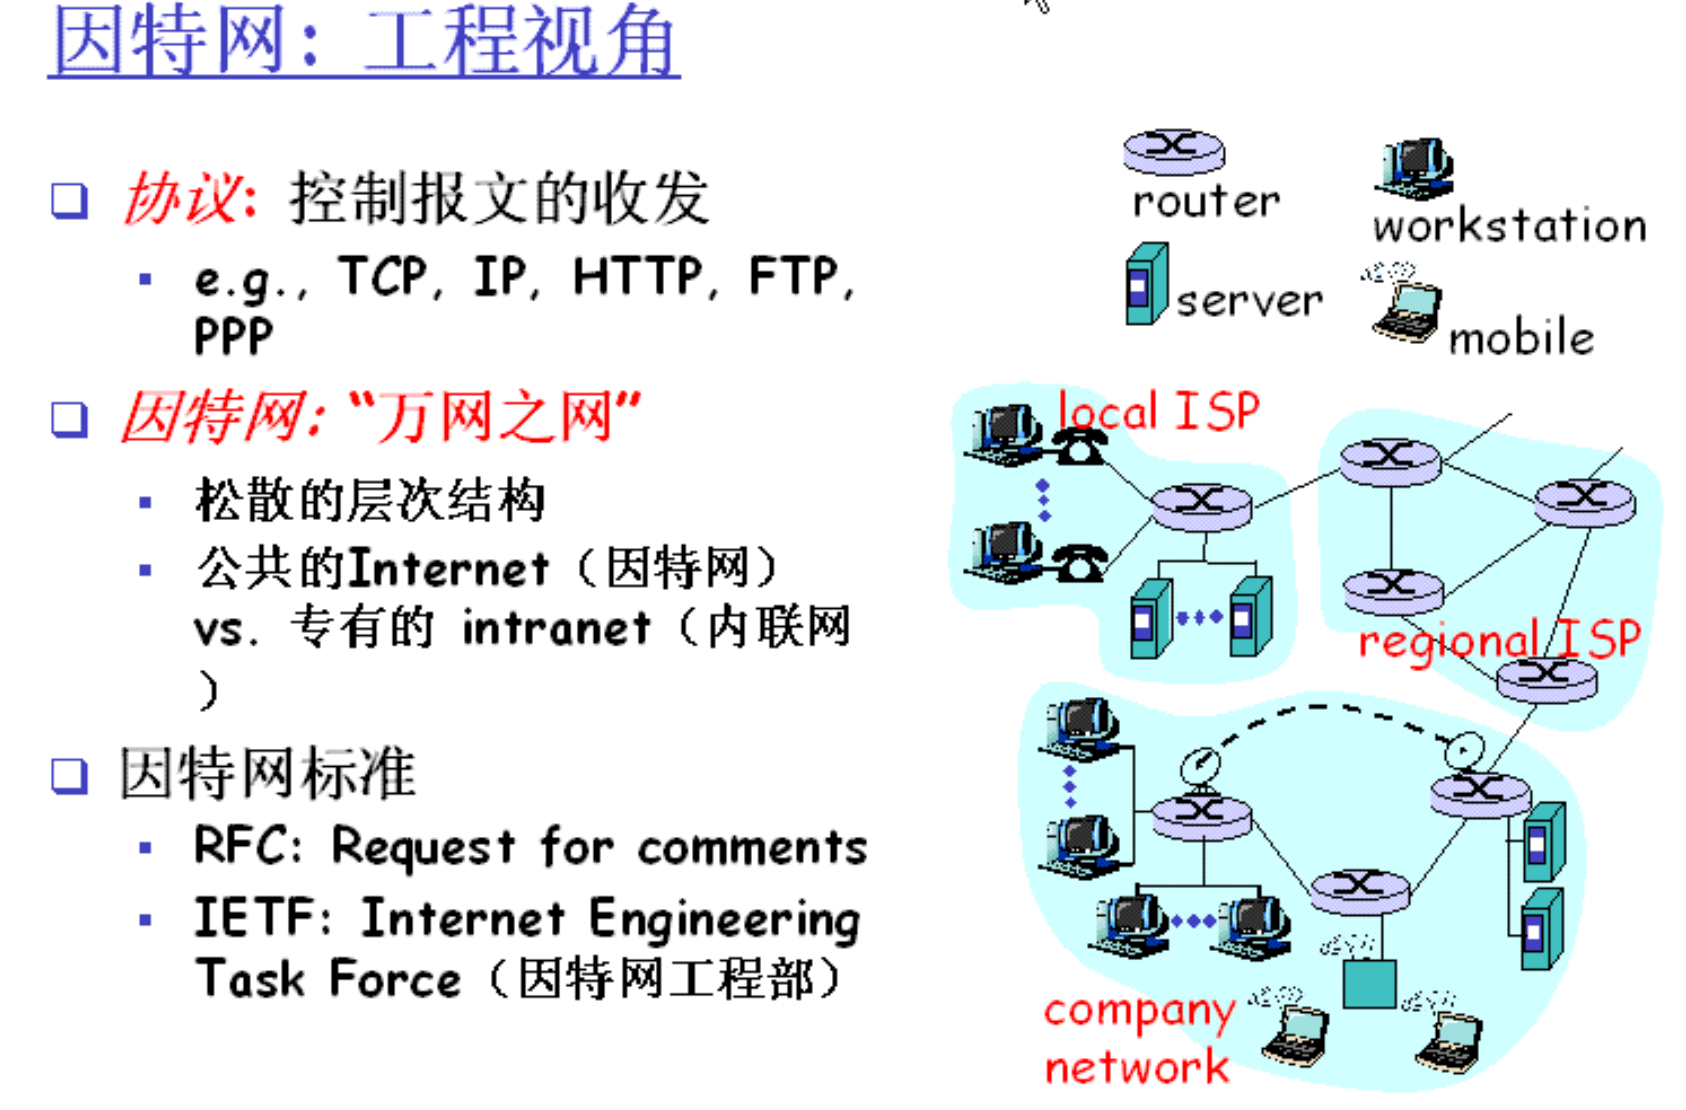 因特网：工程视角
协议: 控制报文的收发
e.g., TCP, IP, HTTP, FTP,
PPP
因特网: “万网之网”
松散的层次结构
公共的Internet（因特网）
vs. 专有的 intranet（内联网
）
因特网标准
RFC: Request for comments
IETF: Internet Engineering
Task Force（因特网工程部）
router
workstation
server
mobile
local ISP
regional ISP
company
network